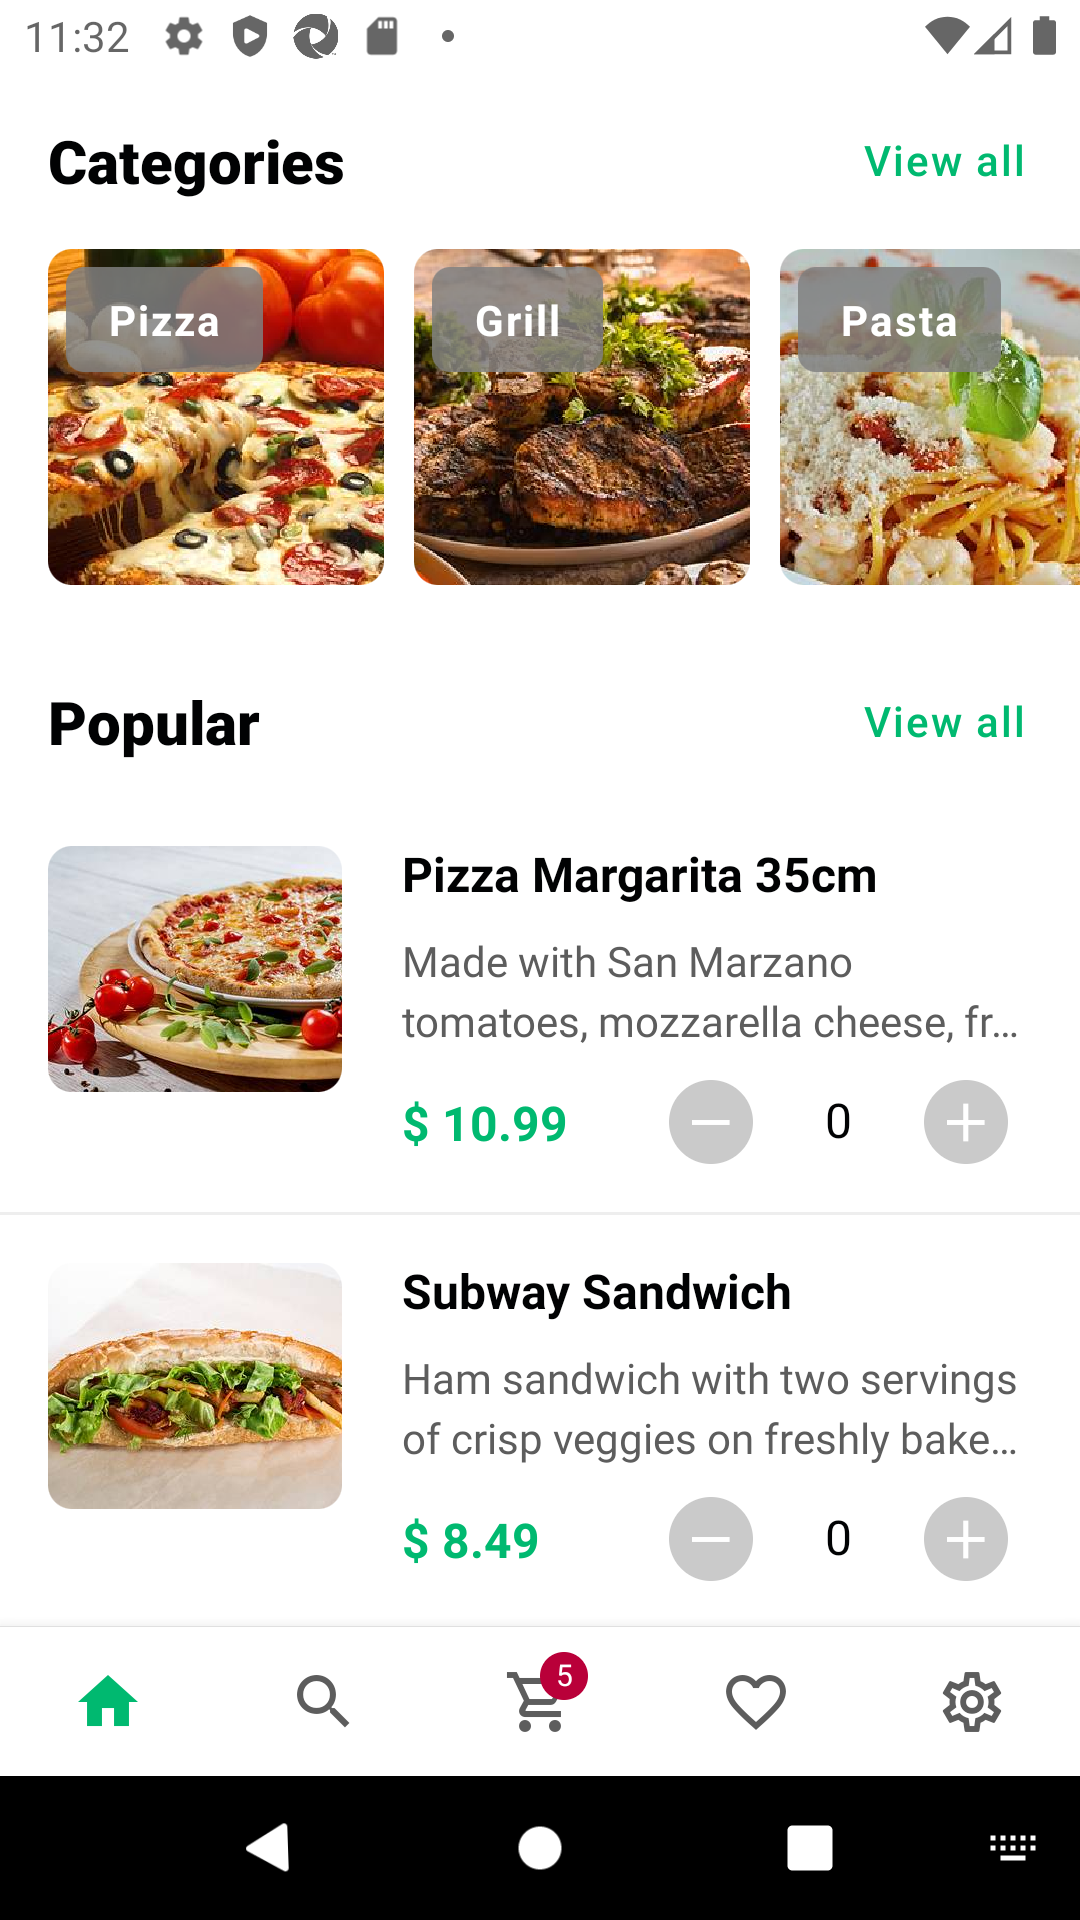 11:32
Categories
View all
Pizza
Grill
Pasta
Popular
View all
Pizza Margarita 35cm
Made with San Marzano
tomatoes, mozzarella cheese, fr…
$ 10.99
0
Subway Sandwich
Ham sandwich with two servings
of crisp veggies on freshly bake…
$ 8.49
0
5